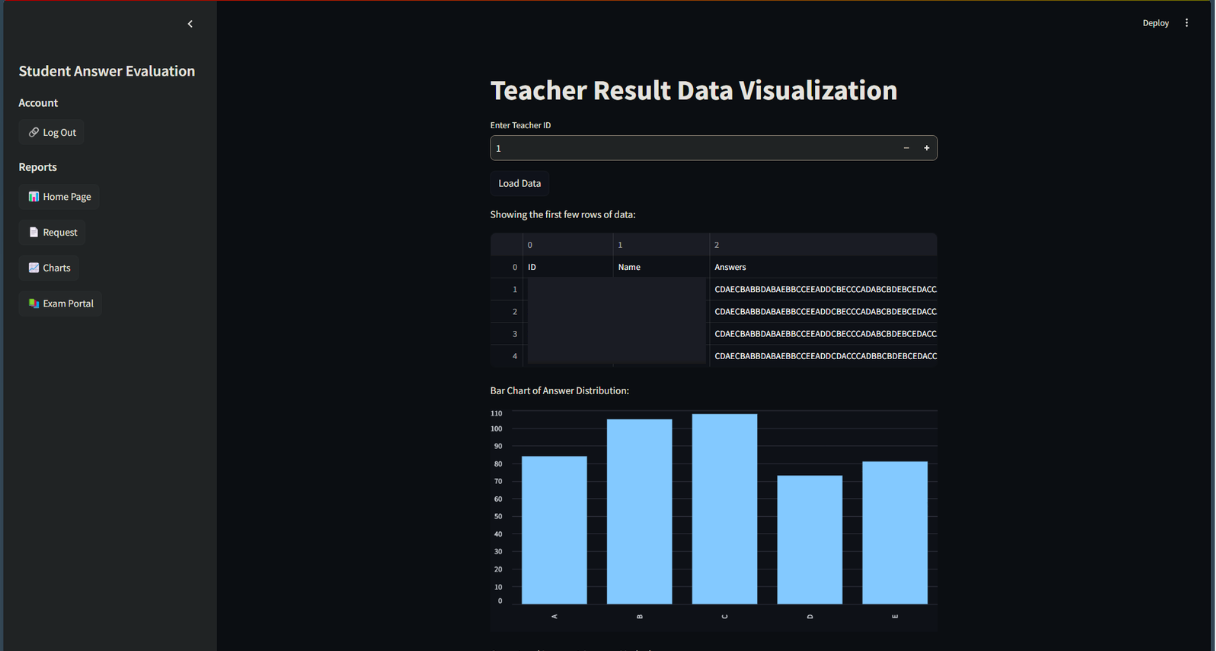 Deploy
Student Answer Evaluation
Account
Log Out
Reports
Home Page
Request
Charts
Exam Portal
Teacher Result Data Visualization
Enter Teacher ID
1
Load Data
Showing the first few rows of data:
0 1 2
0 ID Name Answers
1 CDAECBABBDABAEBBCCEEADDCBECCCADABCBDEBCEDACC
2 CDAECBABBDABAEBBCCEEADDCBECCCADABCBDEBCEDACC
3 CDAECBABBDABAEBBCCEEADDCBECCCADABCBDEBCEDACC
4 CDAECBABBDABAEBBCCEEADDCDACCCADBBCBDEBCEDACC
Bar Chart of Answer Distribution:
110
100
90
80
70
60
50
40
30
20
10
0
A B C D E